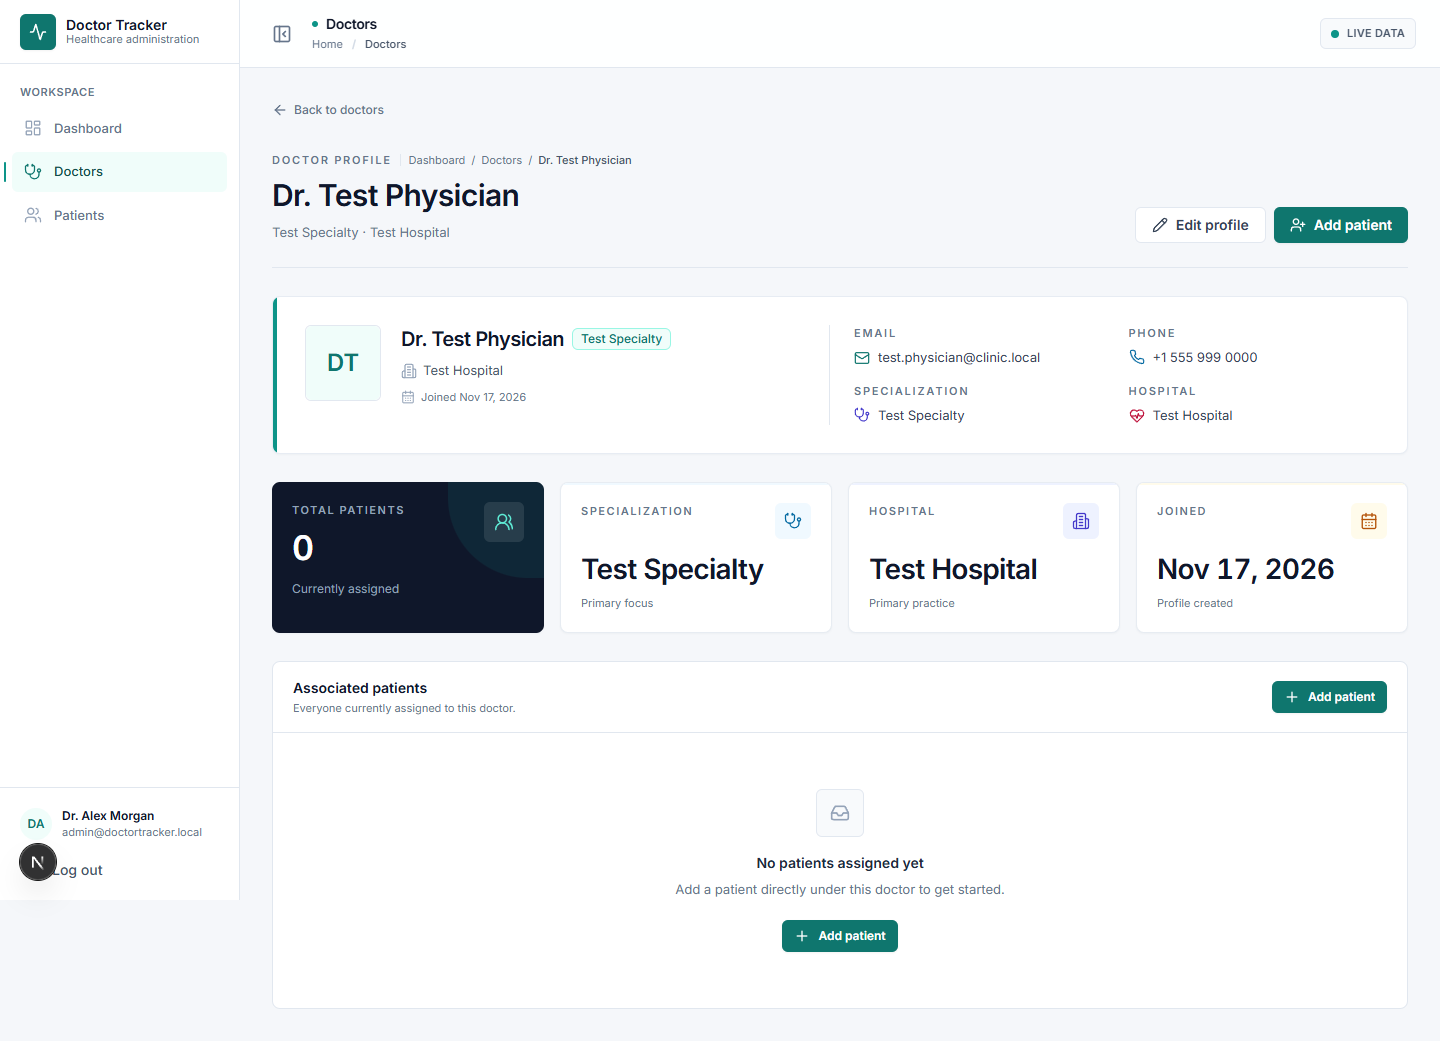 Doctor Tracker
Healthcare administration
WORKSPACE
Dashboard
Doctors
Patients
Dr. Alex Morgan
admin@doctortracker.local
DA
N
Log out
Doctors
Home / Doctors
LIVE DATA
Back to doctors
DOCTOR PROFILE Dashboard / Doctors / Dr. Test Physician
Dr. Test Physician
Test Specialty · Test Hospital
Edit profile
Add patient
DT
Dr. Test Physician Test Specialty
Test Hospital
Joined Nov 17, 2026
EMAIL
test.physician@clinic.local
PHONE
+1 555 999 0000
SPECIALIZATION
Test Specialty
HOSPITAL
Test Hospital
TOTAL PATIENTS
0
Currently assigned
SPECIALIZATION
Test Specialty
Primary focus
HOSPITAL
Test Hospital
Primary practice
JOINED
Nov 17, 2026
Profile created
Associated patients
Everyone currently assigned to this doctor.
Add patient
No patients assigned yet
Add a patient directly under this doctor to get started.
Add patient